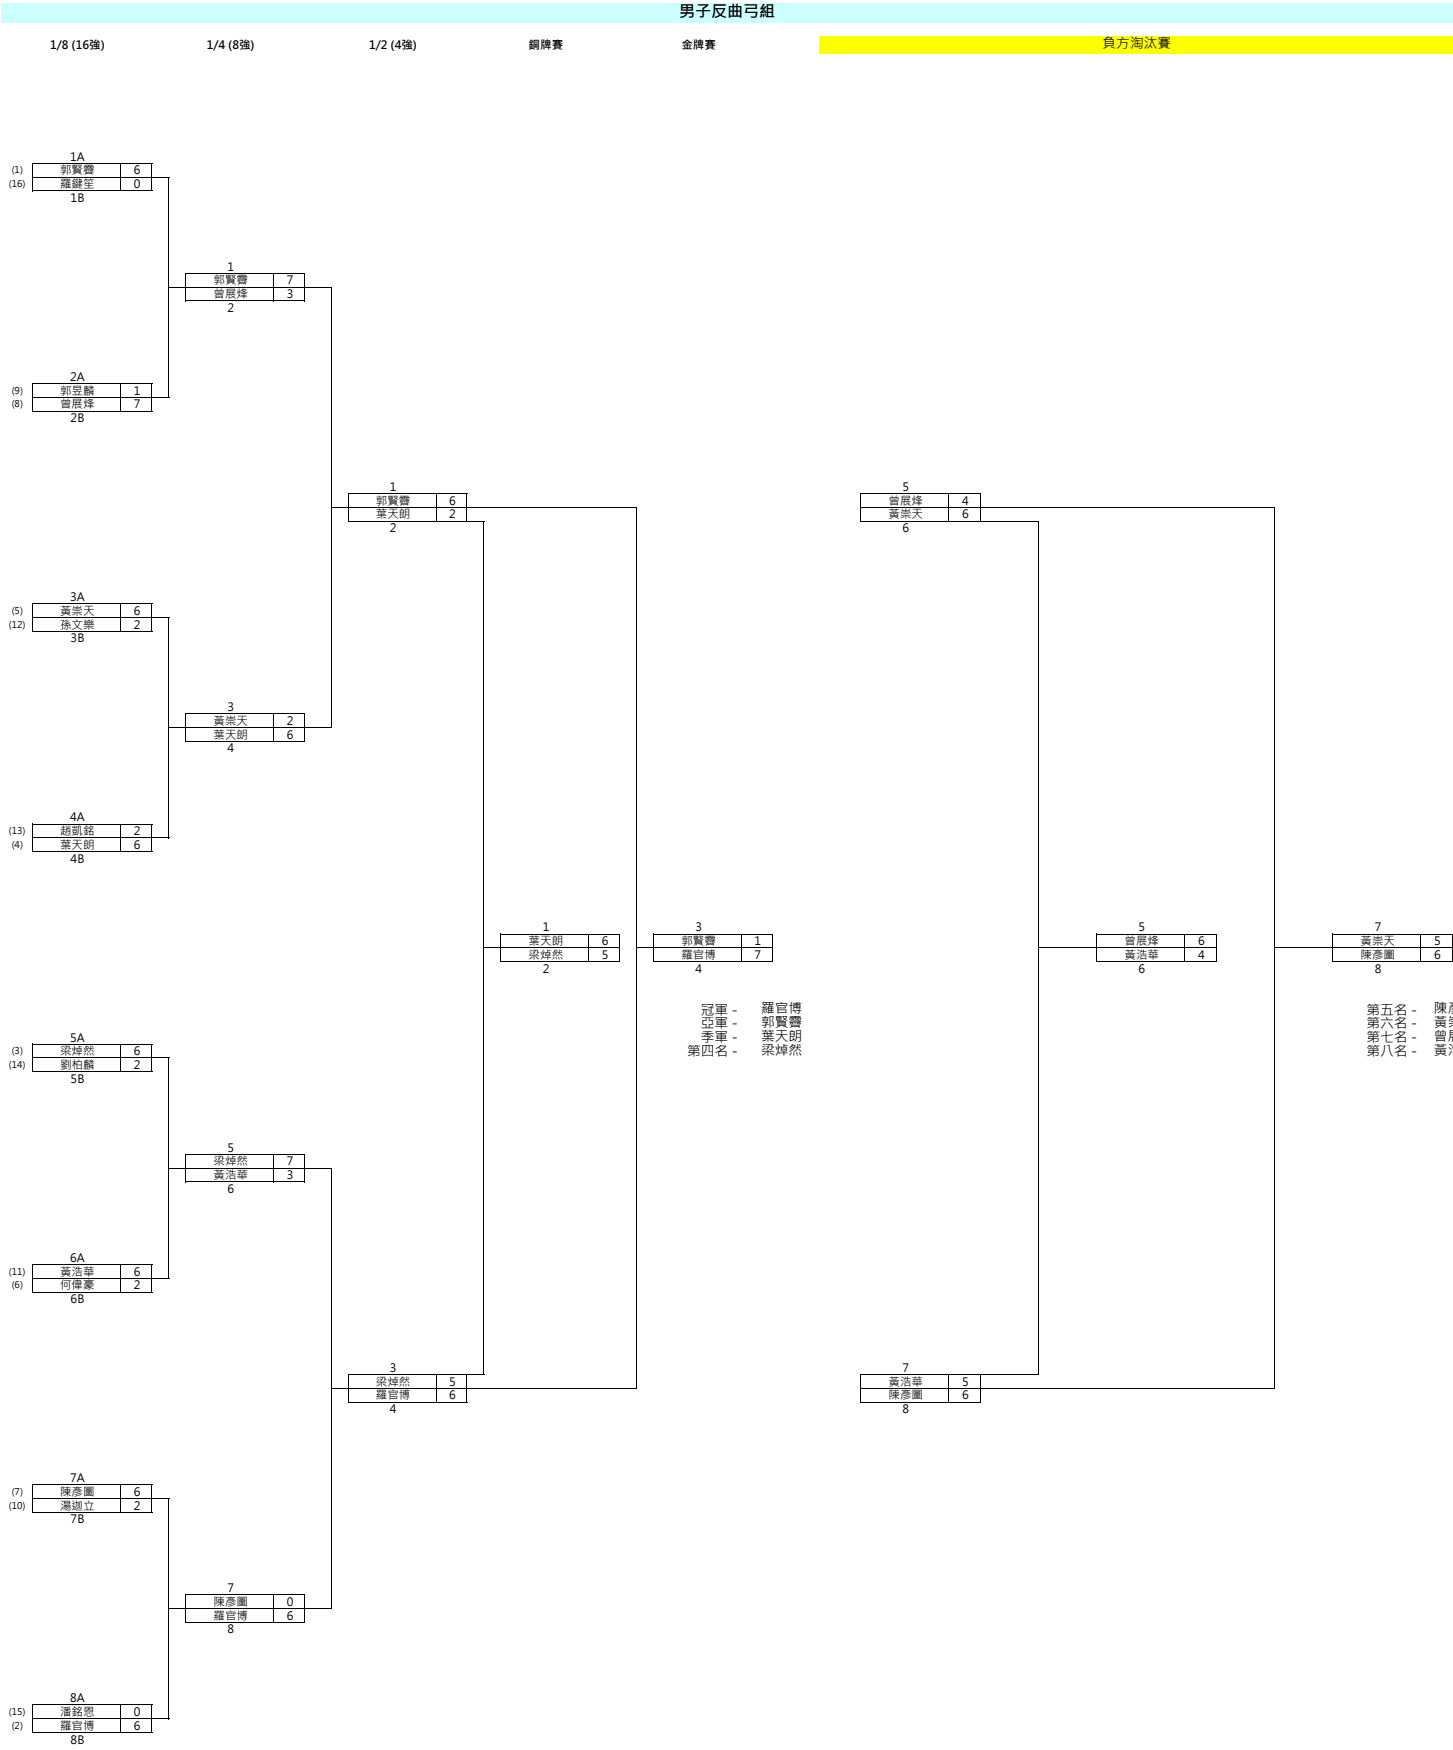 男子反曲弓組
1/8 (16強) 1/4 (8強) 1/2 (4強) 銅牌賽 金牌賽 負方淘汰賽
1A
(1) 郭賢豐 6
(16) 羅鍵笙 0
1B
1
郭賢豐 7
曾展烽 3
2
2A
(9) 郭昱麟 1
(8) 曾展烽 7
2B
1 5
郭賢豐 6 曾展烽 4
葉天朗 2 黃崇天 6
2 6
3A
(5) 黃崇天 6
(12) 孫文樂 2
3B
3
黃崇天 2
葉天朗 6
4
4A
(13) 趙凱銘 2
(4) 葉天朗 6
4B
1 3 5 7
葉天朗 6 郭賢豐 1 曾展烽 6 黃崇天 5
梁焯然 5 羅官博 7 黃浩華 4 陳彥圖 6
2 4 6 8
冠軍 - 羅官博 第五名 - 陳
亞軍 - 郭賢豐 第六名 - 黃
季軍 - 葉天朗 第七名 - 曾
第四名 - 梁焯然 第八名 - 黃
5A
(3) 梁焯然 6
(14) 劉柏麟 2
5B
5
梁焯然 7
黃浩華 3
6
6A
(11) 黃浩華 6
(6) 何偉豪 2
6B
3 7
梁焯然 5 黃浩華 5
羅官博 6 陳彥圖 6
4 8
7A
(7) 陳彥圖 6
(10) 湯迦立 2
7B
7
陳彥圖 0
羅官博 6
8
8A
(15) 潘銘恩 0
(2) 羅官博 6
8B